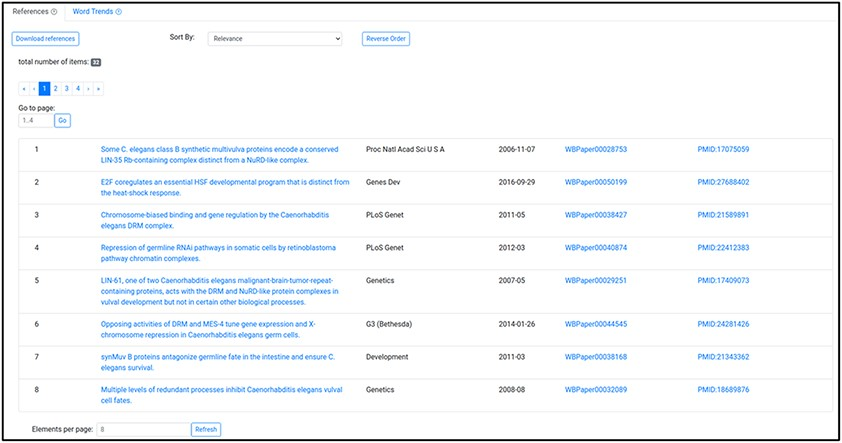 References ? Word Trends ?
Download references Sort By: Relevance Reverse Order
total number of items: 32
« ‹ 1 2 3 4 › »
Go to page:
1..4 Go
1 Some C. elegans class B synthetic multivulva proteins encode a conserved Proc Natl Acad Sci U S A 2006-11-07 WBPaper00028753 PMID:17075059
LIN-35 Rb-containing complex distinct from a NuRD-like complex.
2 E2F coregulates an essential HSF developmental program that is distinct from Genes Dev 2016-09-29 WBPaper00050199 PMID:27688402
the heat-shock response.
3 Chromosome-biased binding and gene regulation by the Caenorhabditis PLoS Genet 2011-05 WBPaper00038427 PMID:21589891
elegans DRM complex.
4 Repression of germline RNAi pathways in somatic cells by retinoblastoma PLoS Genet 2012-03 WBPaper00040874 PMID:22412383
pathway chromatin complexes.
5 LIN-61, one of two Caenorhabditis elegans malignant-brain-tumor-repeat- Genetics 2007-05 WBPaper00029251 PMID:17409073
containing proteins, acts with the DRM and NuRD-like protein complexes in
vulval development but not in certain other biological processes.
6 Opposing activities of DRM and MES-4 tune gene expression and X- G3 (Bethesda) 2014-01-26 WBPaper00044545 PMID:24281426
chromosome repression in Caenorhabditis elegans germ cells.
7 synMuv B proteins antagonize germline fate in the intestine and ensure C. Development 2011-03 WBPaper00038168 PMID:21343362
elegans survival.
8 Multiple levels of redundant processes inhibit Caenorhabditis elegans vulval Genetics 2008-08 WBPaper00032089 PMID:18689876
cell fates.
Elements per page: 8 Refresh